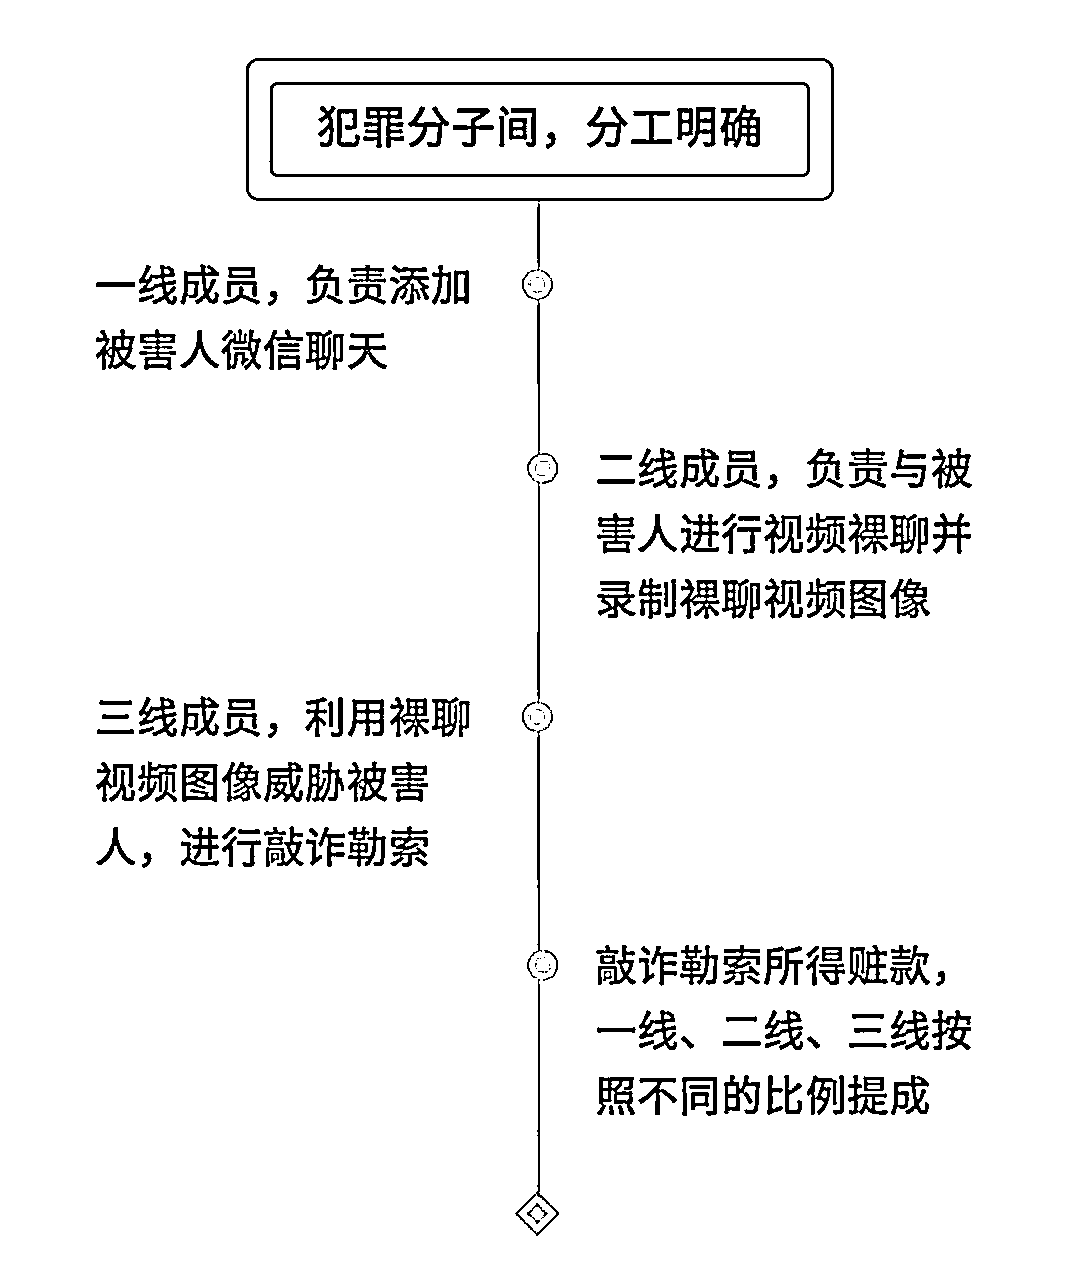 犯罪分子间，分工明确
一线成员，负责添加
被害人微信聊天
二线成员，负责与被
害人进行视频裸聊并
录制裸聊视频图像
三线成员，利用裸聊
视频图像威胁被害
人，进行敲诈勒索
敲诈勒索所得赃款，
一线、二线、三线按
照不同的比例提成